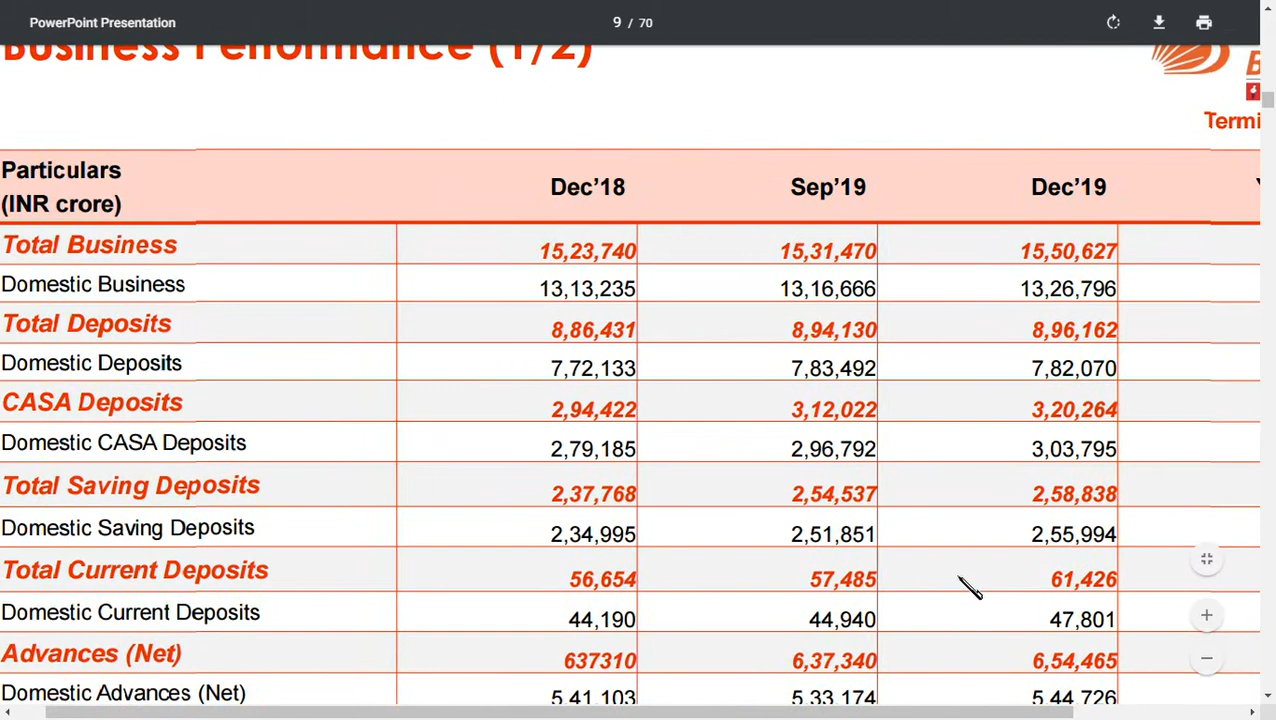 PowerPoint Presentation 9 / 70
Business Performance (1/2)
Termi
Particulars
(INR crore) Dec’18 Sep’19 Dec’19
Total Business 15,23,740 15,31,470 15,50,627
Domestic Business 13,13,235 13,16,666 13,26,796
Total Deposits 8,86,431 8,94,130 8,96,162
Domestic Deposits 7,72,133 7,83,492 7,82,070
CASA Deposits 2,94,422 3,12,022 3,20,264
Domestic CASA Deposits 2,79,185 2,96,792 3,03,795
Total Saving Deposits 2,37,768 2,54,537 2,58,838
Domestic Saving Deposits 2,34,995 2,51,851 2,55,994
Total Current Deposits 56,654 57,485 61,426
Domestic Current Deposits 44,190 44,940 47,801
Advances (Net) 637310 6,37,340 6,54,465
Domestic Advances (Net) 5,41,103 5,33,174 5,44,726